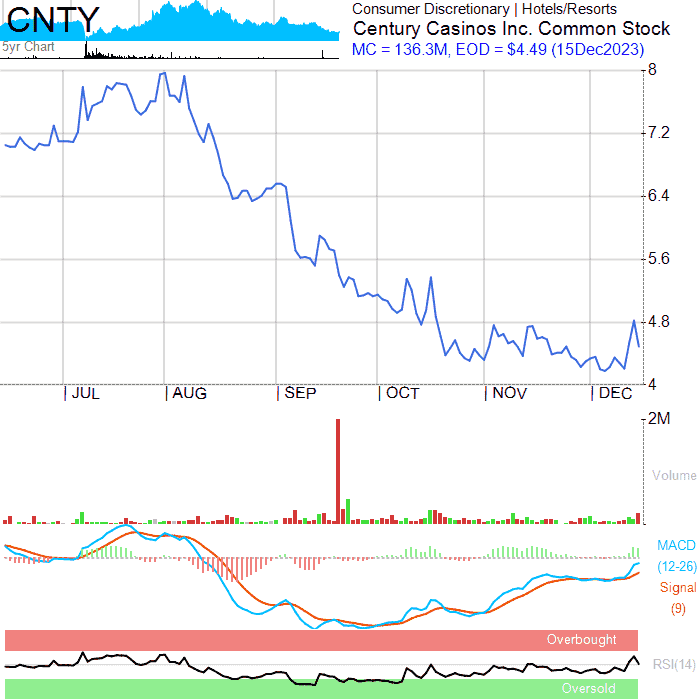 CNTY
5yr Chart
Consumer Discretionary | Hotels/Resorts
Century Casinos Inc. Common Stock
MC = 136.3M, EOD = $4.49 (15Dec2023)
8
7.2
6.4
5.6
4.8
4
JUL AUG SEP OCT NOV DEC
2M
Volume
MACD
(12-26)
Signal
(9)
Overbought
RSI(14)
Oversold